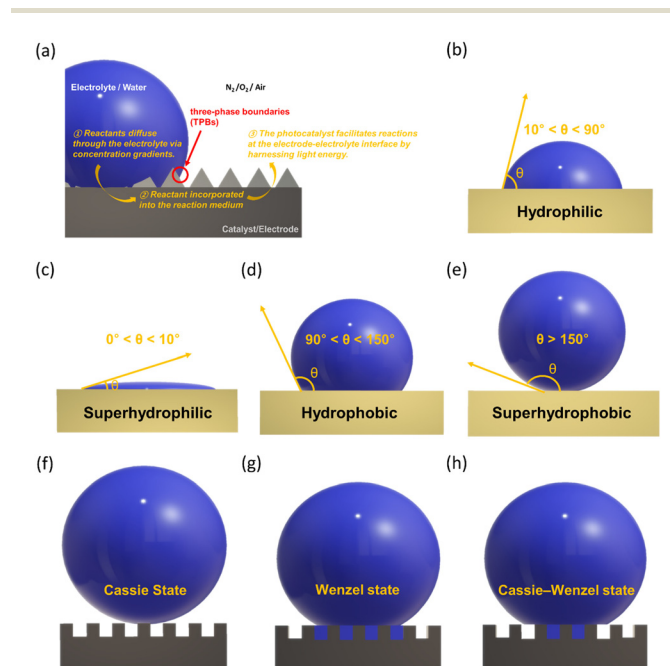 (a)
Electrolyte / Water
N₂/O₂/ Air
three-phase boundaries
(TPBs)
① Reactants diffuse
through the electrolyte via
concentration gradients.
③ The photocatalyst facilitates reactions
at the electrode-electrolyte interface by
harnessing light energy.
② Reactant incorporated
into the reaction medium
Catalyst/Electrode
(b)
10° < θ < 90°
θ
Hydrophilic
(c)
0° < θ < 10°
θ
Superhydrophilic
(d)
90° < θ < 150°
θ
Hydrophobic
(e)
θ > 150°
θ
Superhydrophobic
(f)
Cassie State
(g)
Wenzel state
(h)
Cassie–Wenzel state